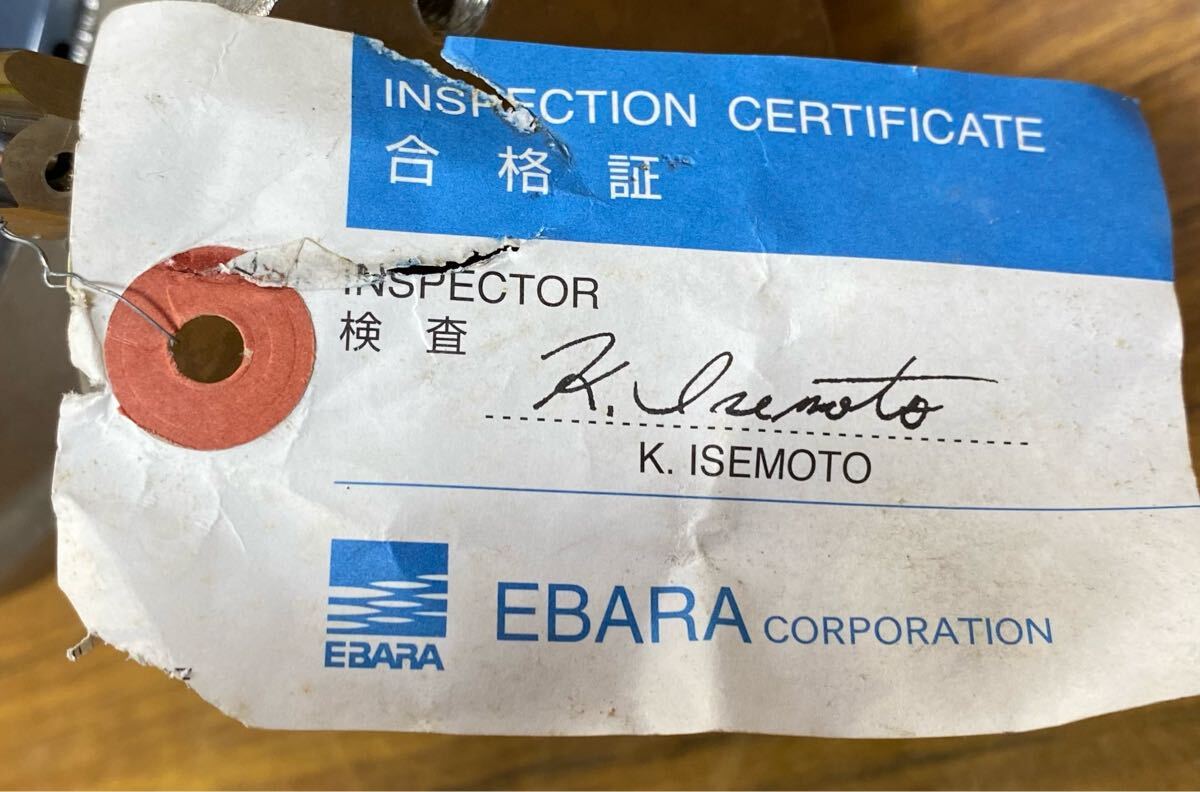 INSPECTION CERTIFICATE
合格証
INSPECTOR
検査
K. Isemoto
K. ISEMOTO
EBARA
EBARA CORPORATION